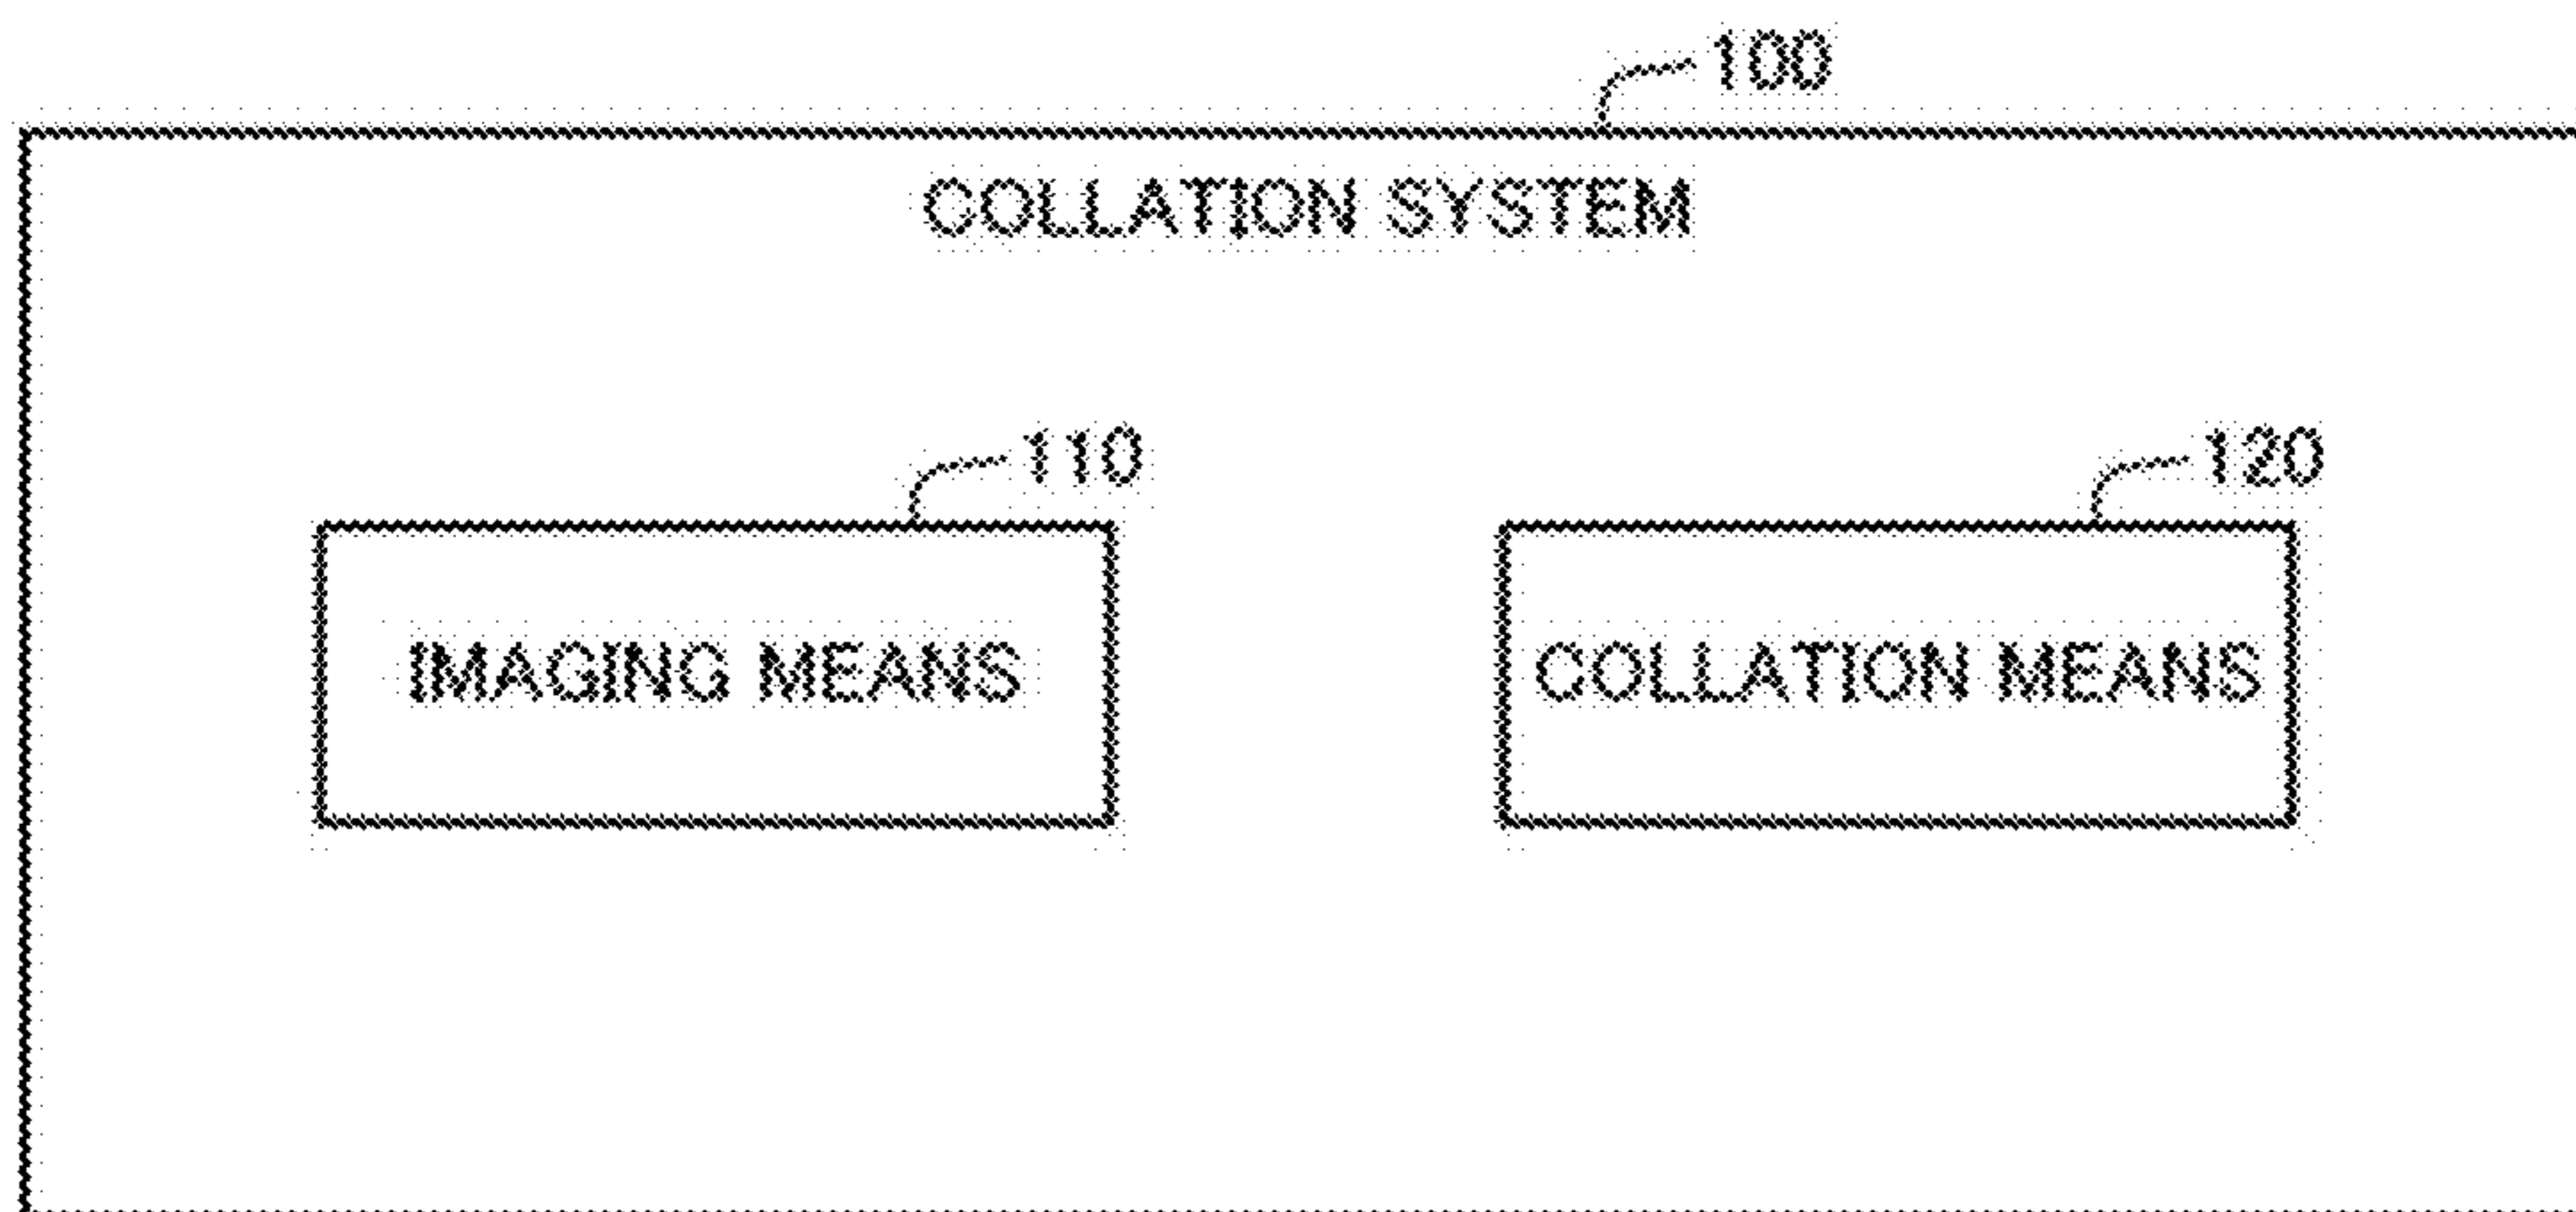 100
COLLATION SYSTEM
110
120
IMAGING MEANS
COLLATION MEANS